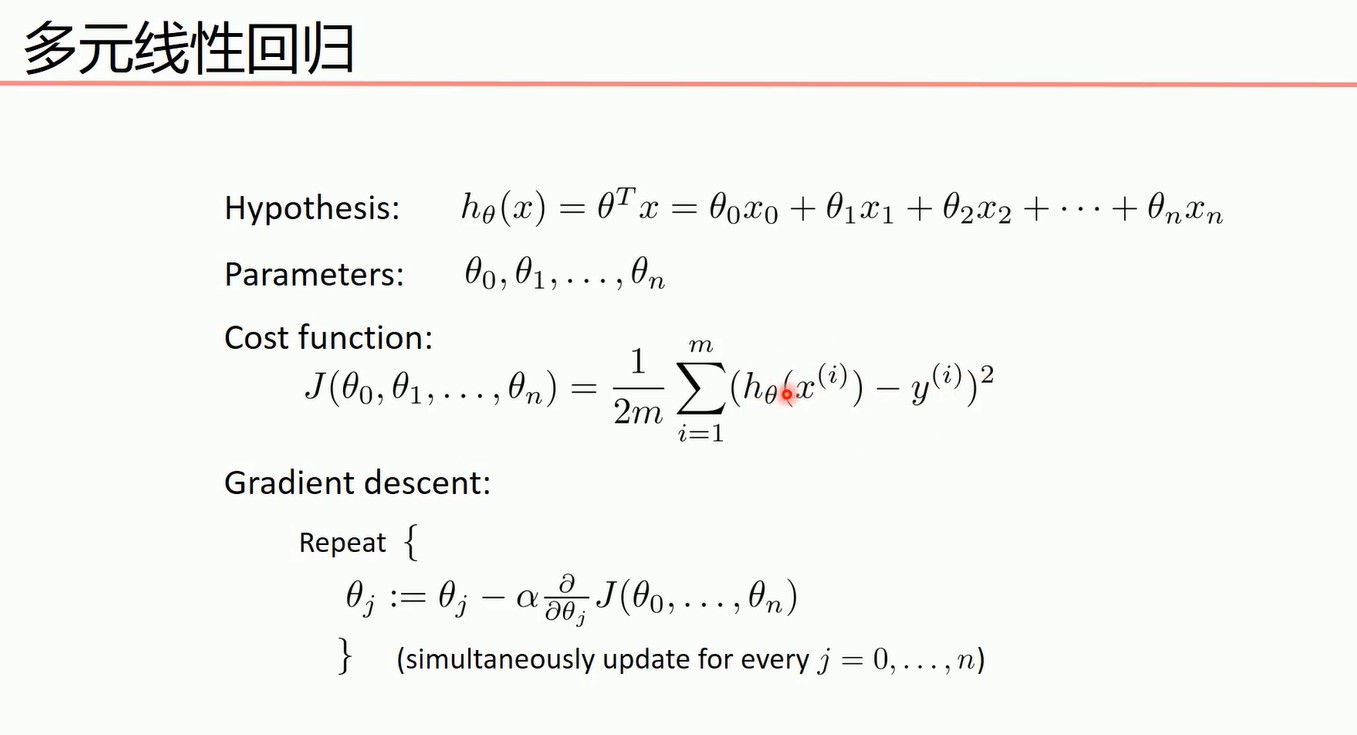 多元线性回归
Hypothesis: $h_\theta(x) = \theta^T x = \theta_0 x_0 + \theta_1 x_1 + \theta_2 x_2 + \cdots + \theta_n x_n$
Parameters: $\theta_0, \theta_1, \ldots, \theta_n$
Cost function:
$J(\theta_0, \theta_1, \ldots, \theta_n) = \frac{1}{2m} \sum_{i=1}^{m} (h_\theta(x^{(i)}) - y^{(i)})^2$
Gradient descent:
Repeat {
$\theta_j := \theta_j - \alpha \frac{\partial}{\partial \theta_j} J(\theta_0, \ldots, \theta_n)$
} (simultaneously update for every $j = 0, \ldots, n$)